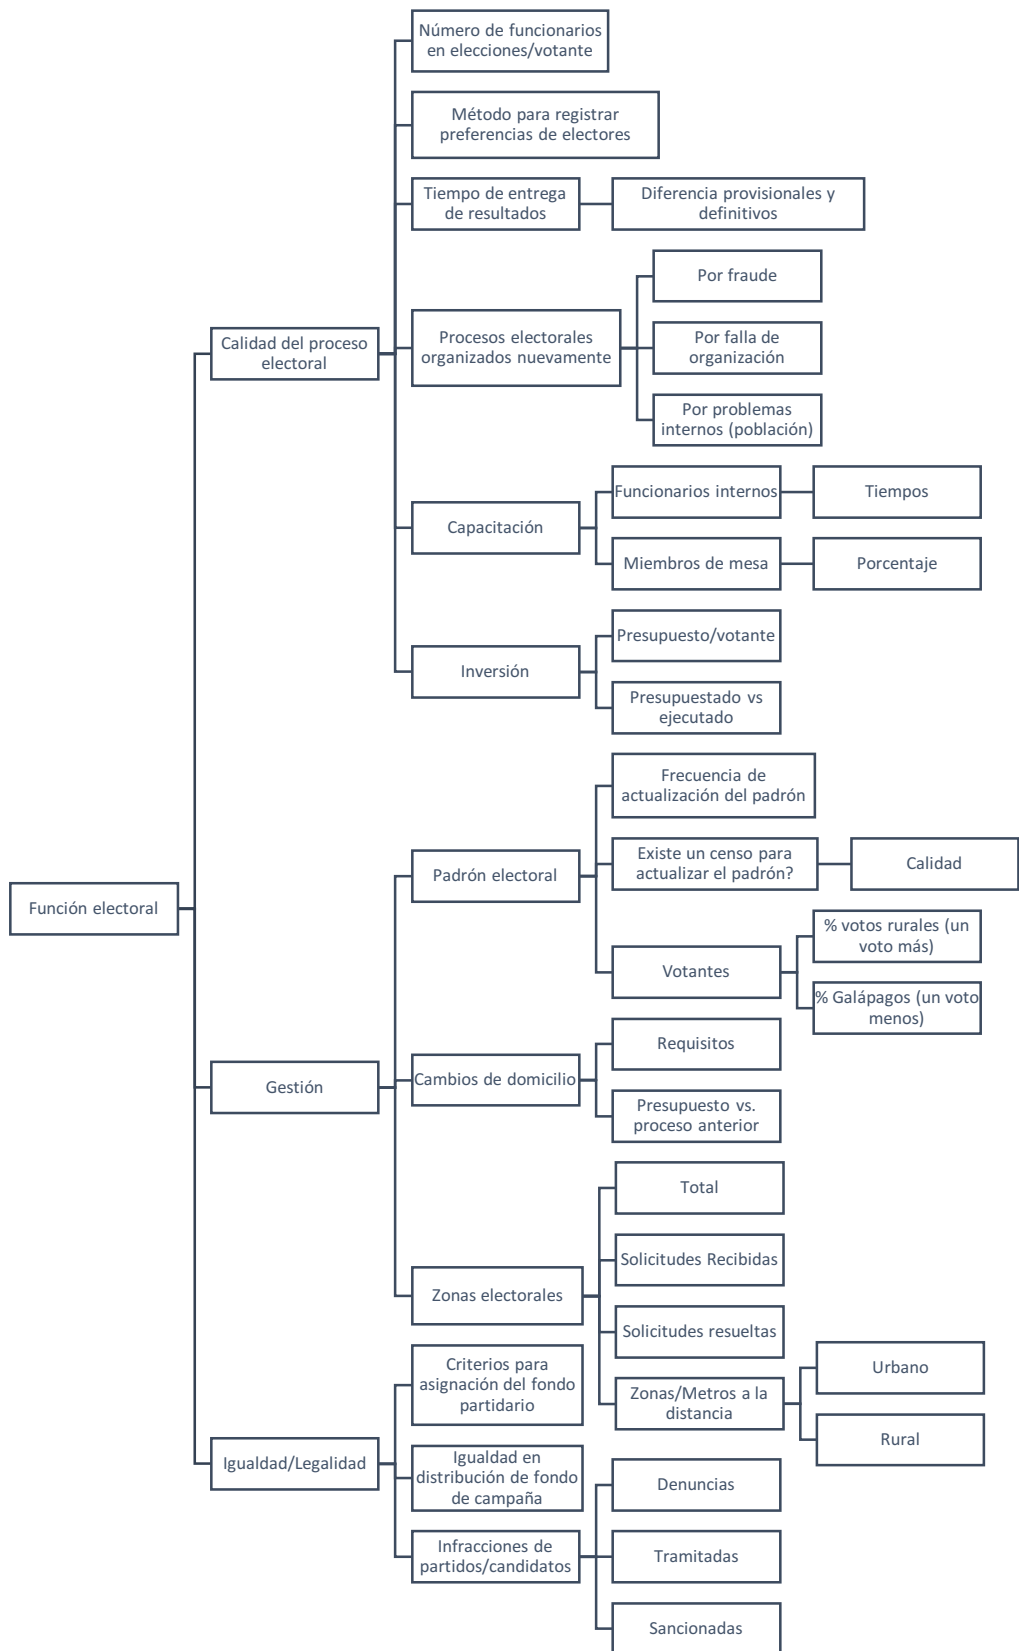 Número de funcionarios
en elecciones/votante
Método para registrar
preferencias de electores
Tiempo de entrega
de resultados
Diferencia provisionales y
definitivos
Por fraude
Calidad del proceso
electoral
Procesos electorales
organizados nuevamente
Por falla de
organización
Por problemas
internos (población)
Capacitación
Funcionarios internos
Tiempos
Miembros de mesa
Porcentaje
Inversión
Presupuesto/votante
Presupuestado vs
ejecutado
Función electoral
Gestión
Padrón electoral
Frecuencia de
actualización del padrón
Existe un censo para
actualizar el padrón?
Calidad
Votantes
% votos rurales (un
voto más)
% Galápagos (un voto
menos)
Cambios de domicilio
Requisitos
Presupuesto vs.
proceso anterior
Zonas electorales
Total
Solicitudes Recibidas
Solicitudes resueltas
Zonas/Metros a la
distancia
Urbano
Rural
Igualdad/Legalidad
Criterios para
asignación del fondo
partidario
Igualdad en
distribución de fondo
de campaña
Infracciones de
partidos/candidatos
Denuncias
Tramitadas
Sancionadas